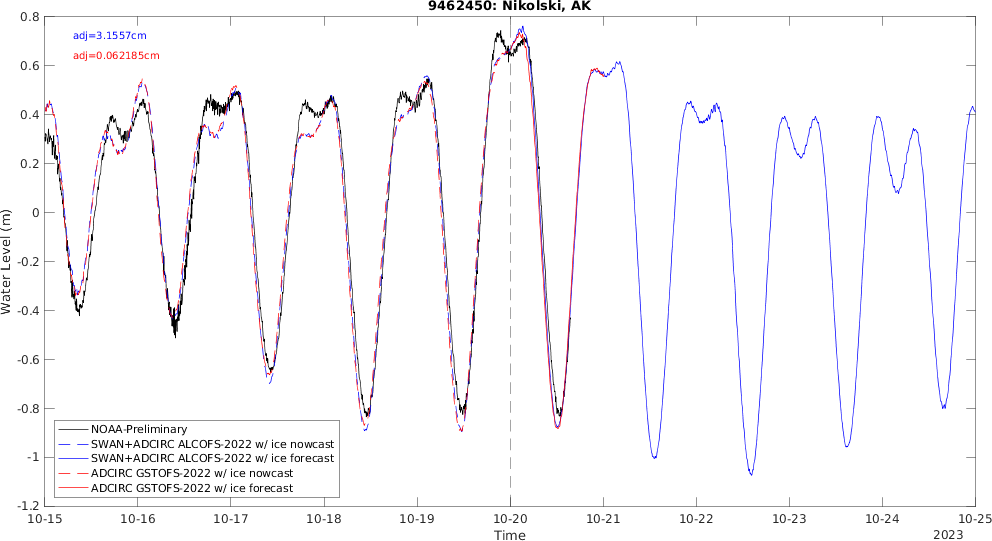 9462450: Nikolski, AK
adj=3.1557cm
adj=0.062185cm
Water Level (m)
0.8
0.6
0.4
0.2
0
-0.2
-0.4
-0.6
-0.8
-1
-1.2
NOAA-Preliminary
SWAN+ADCIRC ALCOFS-2022 w/ ice nowcast
SWAN+ADCIRC ALCOFS-2022 w/ ice forecast
ADCIRC GSTOFS-2022 w/ ice nowcast
ADCIRC GSTOFS-2022 w/ ice forecast
10-15 10-16 10-17 10-18 10-19 10-20 10-21 10-22 10-23 10-24 10-25
Time
2023